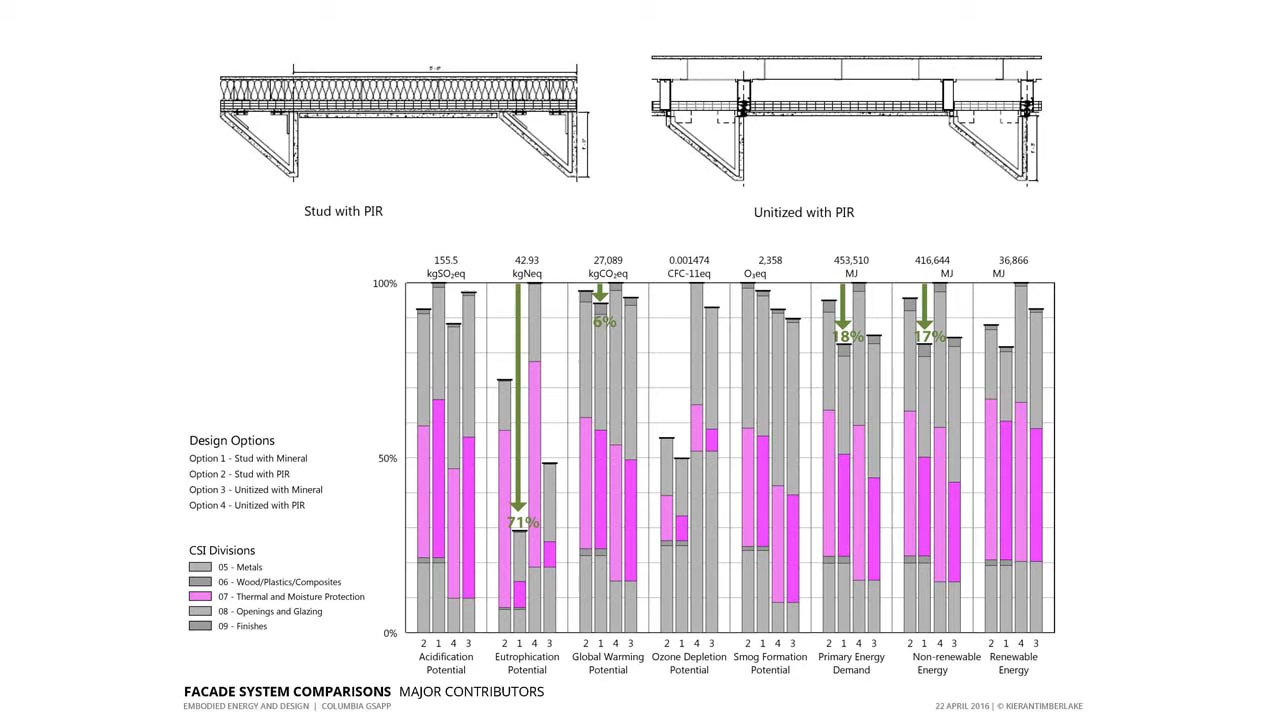 Stud with PIR
Unitized with PIR
155.5 42.93 27,089 0.001474 2,358 453,510 416,644 36,866
kgSO₂eq kgNeq kgCO₂eq CFC-11eq O₃eq MJ MJ MJ
100%
6%
18%
17%
71%
50%
0%
Design Options
Option 1 - Stud with Mineral
Option 2 - Stud with PIR
Option 3 - Unitized with Mineral
Option 4 - Unitized with PIR
CSI Divisions
05 - Metals
06 - Wood/Plastics/Composites
07 - Thermal and Moisture Protection
08 - Openings and Glazing
09 - Finishes
2 1 4 3 2 1 4 3 2 1 4 3 2 1 4 3 2 1 4 3 2 1 4 3 2 1 4 3 2 1 4 3
Acidification Eutrophication Global Warming Ozone Depletion Smog Formation Primary Energy Non-renewable Renewable
Potential Potential Potential Potential Potential Demand Energy Energy
FACADE SYSTEM COMPARISONS MAJOR CONTRIBUTORS
EMBODIED ENERGY AND DESIGN | COLUMBIA GSAPP
22 APRIL 2016 | © KIERANTIMBERLAKE